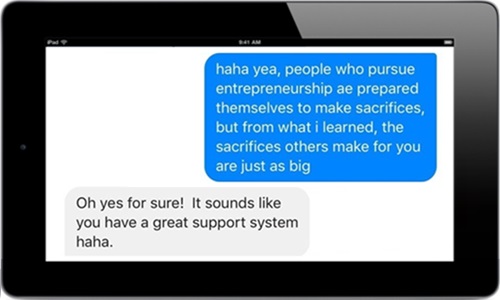 iPad 9:41 AM
haha yea, people who pursue
entrepreneurship ae prepared
themselves to make sacrifices,
but from what i learned, the
sacrifices others make for you
are just as big
Oh yes for sure!  It sounds like
you have a great support system
haha.